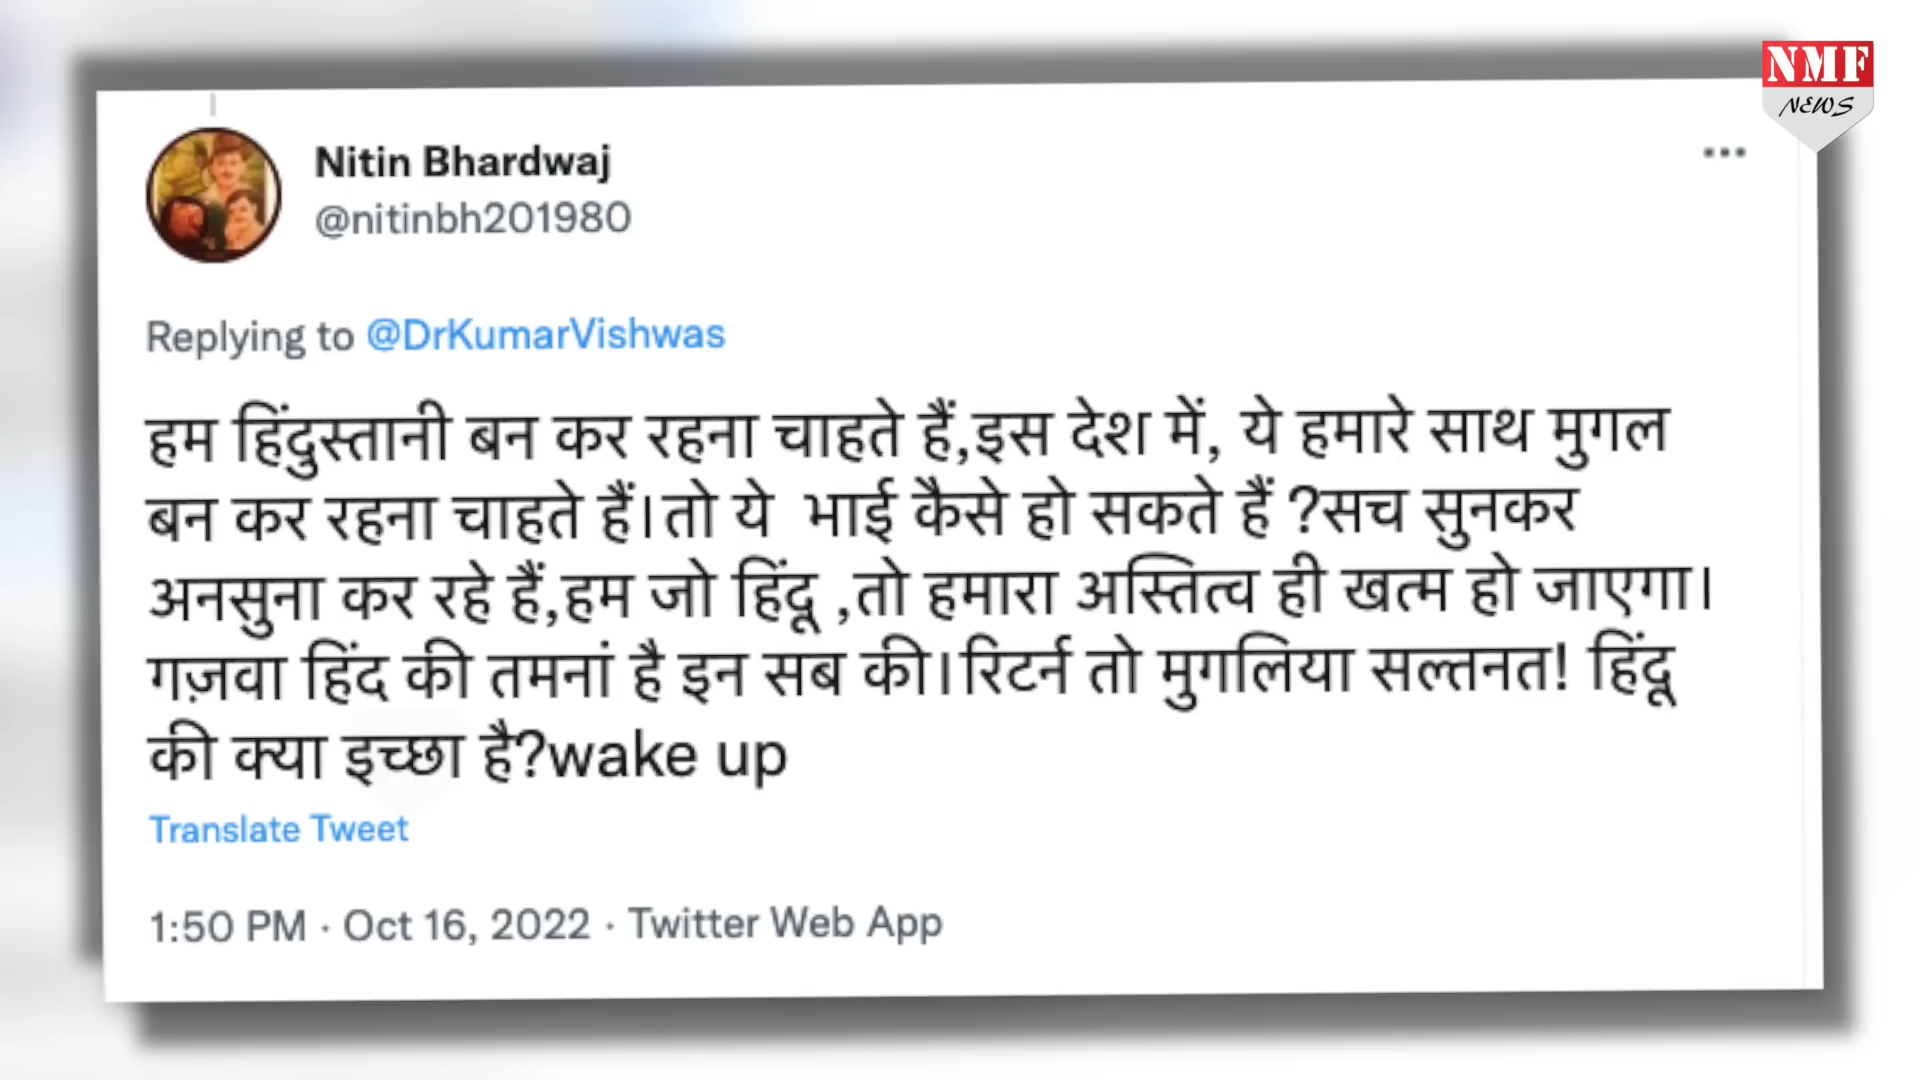 NMF
NEWS
Nitin Bhardwaj
@nitinbh201980
Replying to @DrKumarVishwas
हम हिंदुस्तानी बन कर रहना चाहते हैं,इस देश में, ये हमारे साथ मुगल
बन कर रहना चाहते हैं।तो ये भाई कैसे हो सकते हैं ?सच सुनकर
अनसुना कर रहे हैं,हम जो हिंदू ,तो हमारा अस्तित्व ही खत्म हो जाएगा।
गज़वा हिंद की तमनां है इन सब की।रिटर्न तो मुगलिया सल्तनत! हिंदू
की क्या इच्छा है?wake up
Translate Tweet
1:50 PM · Oct 16, 2022 · Twitter Web App